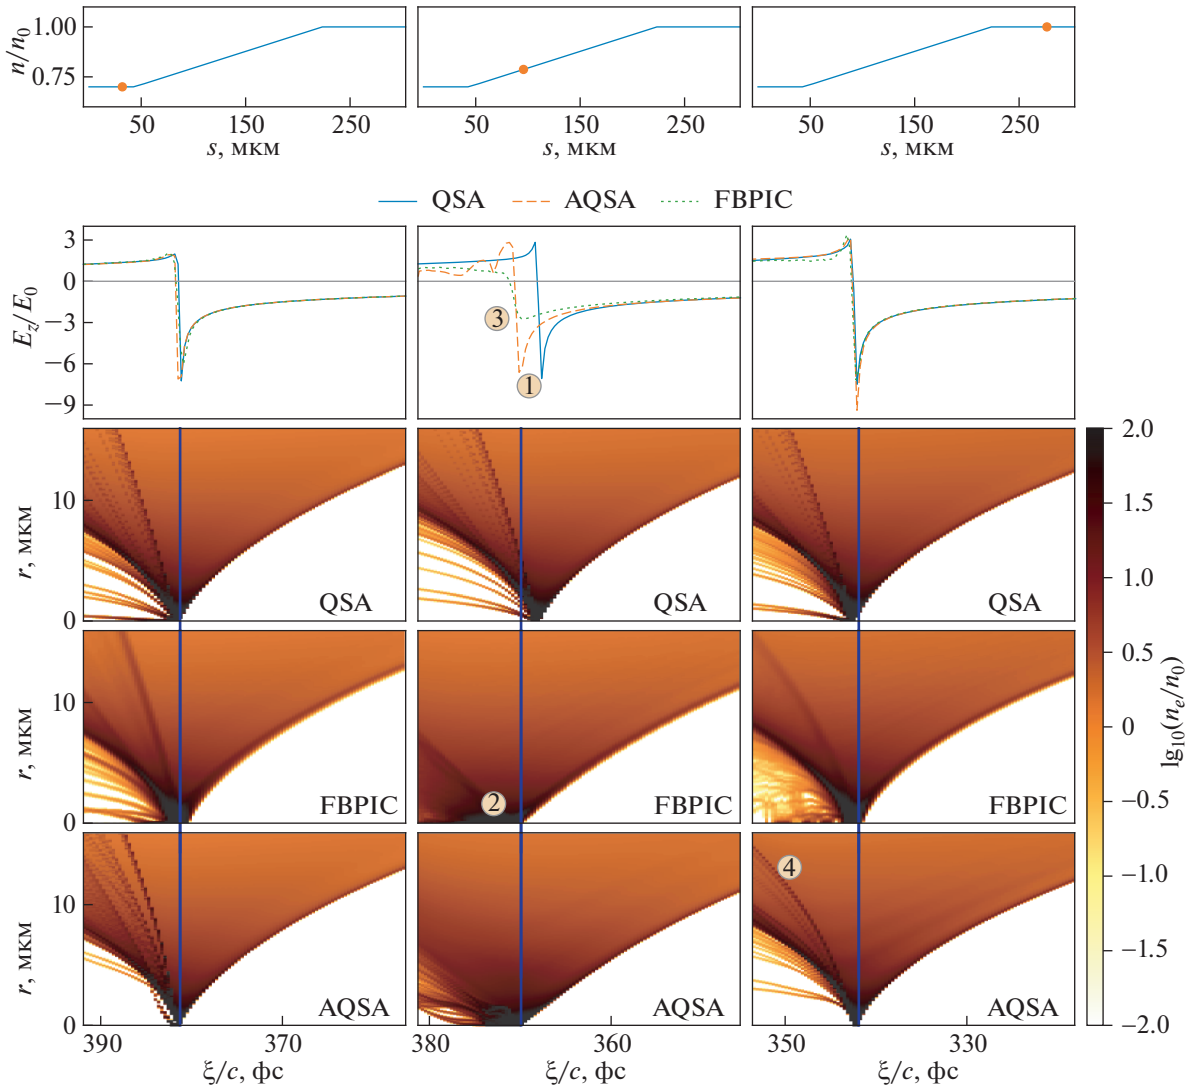 n/n₀
1.00
0.75
50 150 250 50 150 250 50 150 250
s, мкм s, мкм s, мкм
QSA AQSA FBPIC
E_z/E₀
3
0
−3
−6
−9
3
1
r, мкм
10
0
QSA QSA QSA
r, мкм
10
0
2
FBPIC FBPIC FBPIC
r, мкм
10
0
4
AQSA AQSA AQSA
390 370 380 360 350 330
ξ/c, фс ξ/c, фс ξ/c, фс
2.0
1.5
1.0
0.5
0
−0.5
−1.0
−1.5
−2.0
lg₁₀(nₑ/n₀)